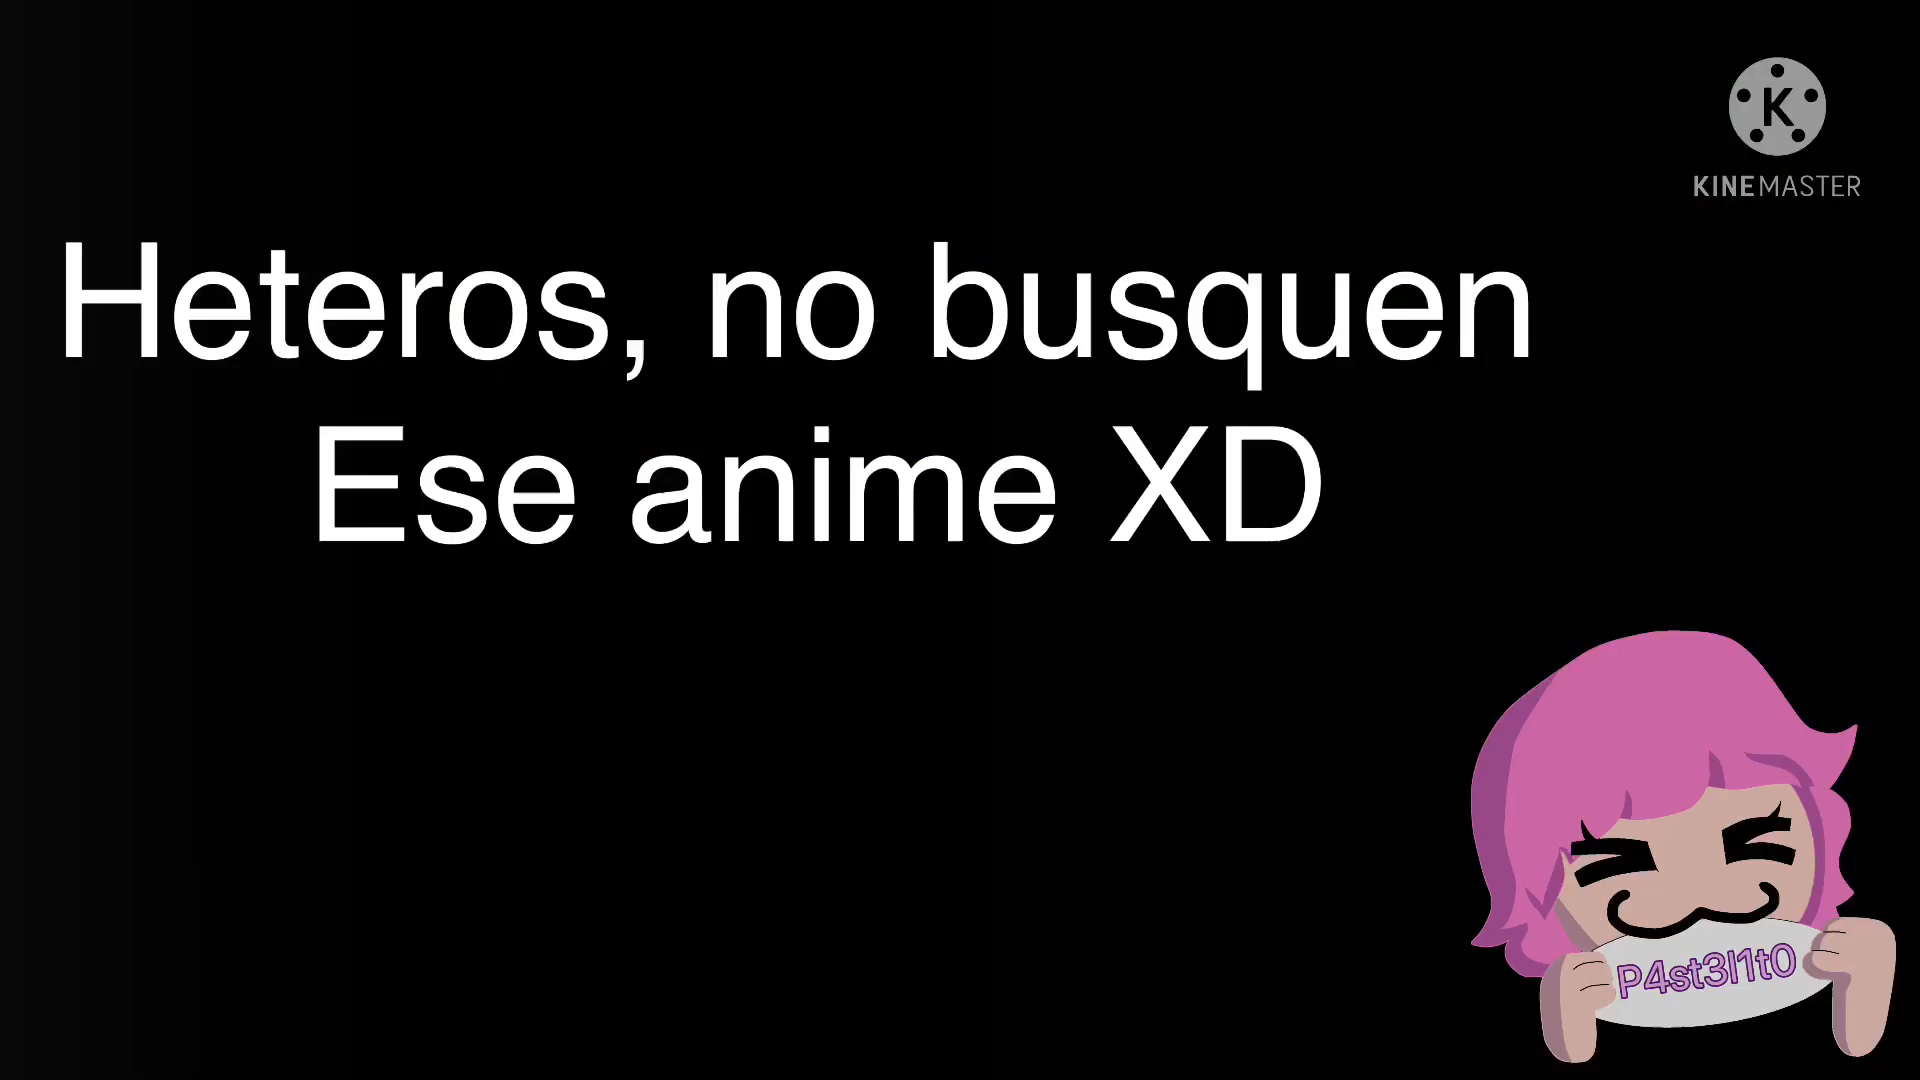 K
KINEMASTER
Heteros, no busquen
Ese anime XD
P4st3l1t0